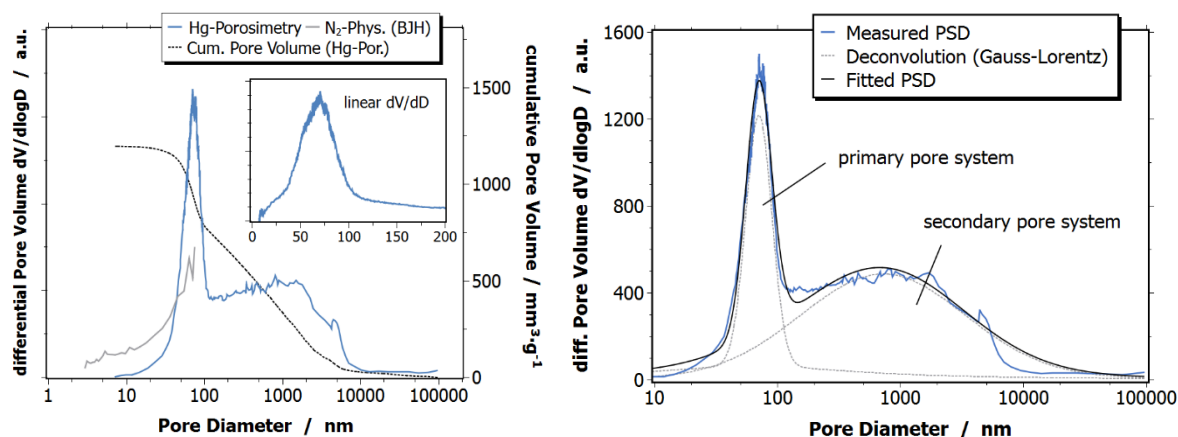 Hg-Porosimetry N₂-Phys. (BJH)
Cum. Pore Volume (Hg-Por.)
differential Pore Volume dV/dlogD / a.u.
linear dV/dD
0 50 75 100 150 200
1500
1000
500
0
cumulative Pore Volume / mm³·g⁻¹
1 10 100 1000 10000 100000
Pore Diameter / nm
Measured PSD
Deconvolution (Gauss-Lorentz)
Fitted PSD
diff. Pore Volume dV/dlogD / a.u.
1600
1200
800
400
0
primary pore system
secondary pore system
10 100 1000 10000 100000
Pore Diameter / nm